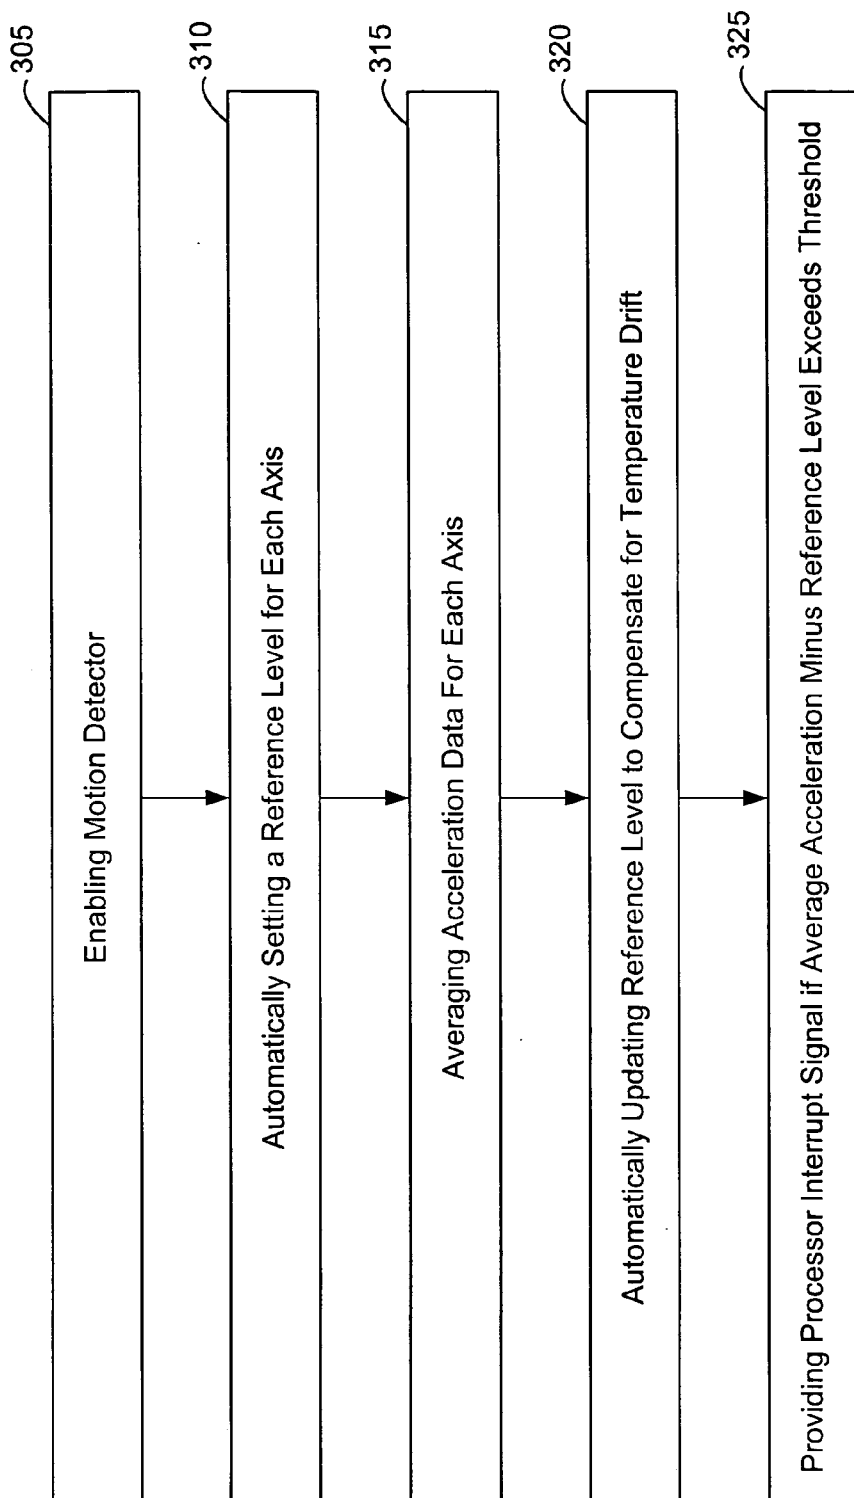 305
Enabling Motion Detector
310
Automatically Setting a Reference Level for Each Axis
315
Averaging Acceleration Data For Each Axis
320
Automatically Updating Reference Level to Compensate for Temperature Drift
325
Providing Processor Interrupt Signal if Average Acceleration Minus Reference Level Exceeds Threshold